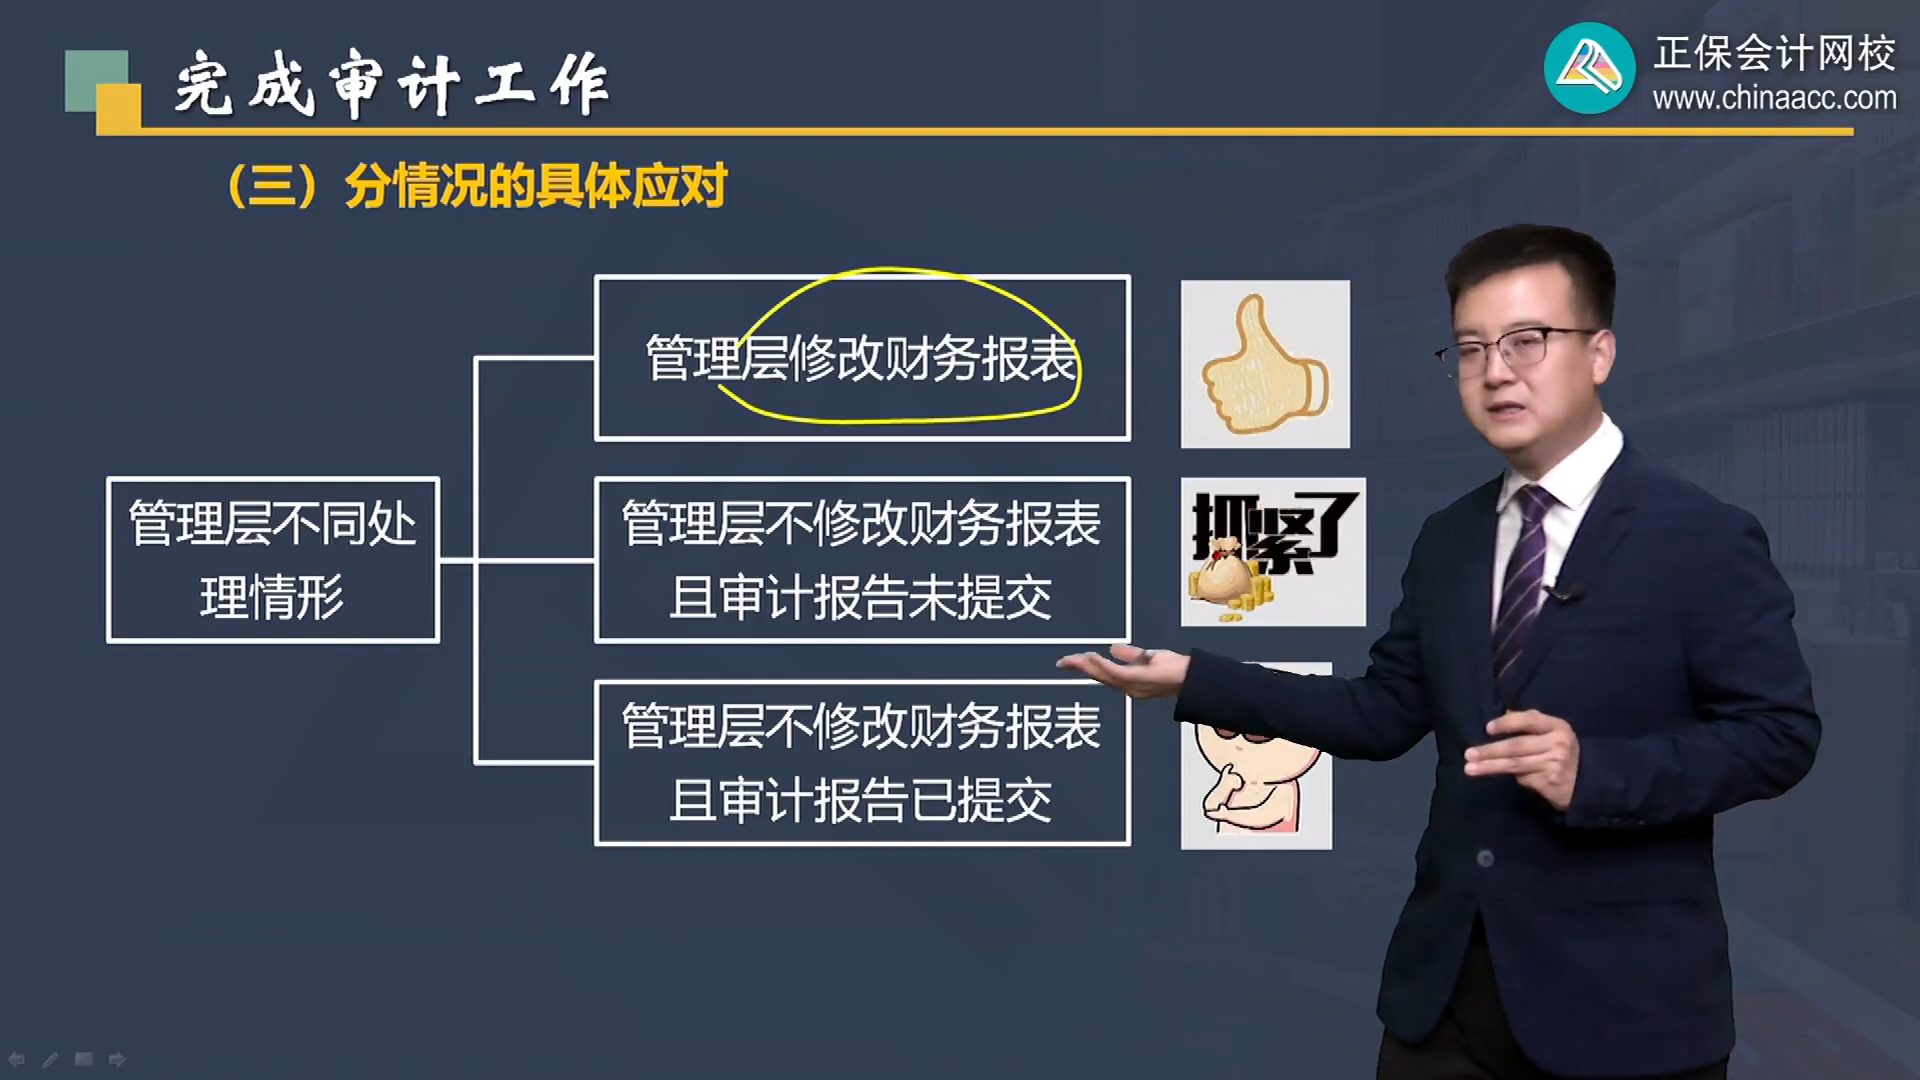 完成审计工作
正保会计网校
www.chinaacc.com
（三）分情况的具体应对
管理层不同处
理情形
管理层修改财务报表
管理层不修改财务报表
且审计报告未提交
抓紧了
管理层不修改财务报表
且审计报告已提交